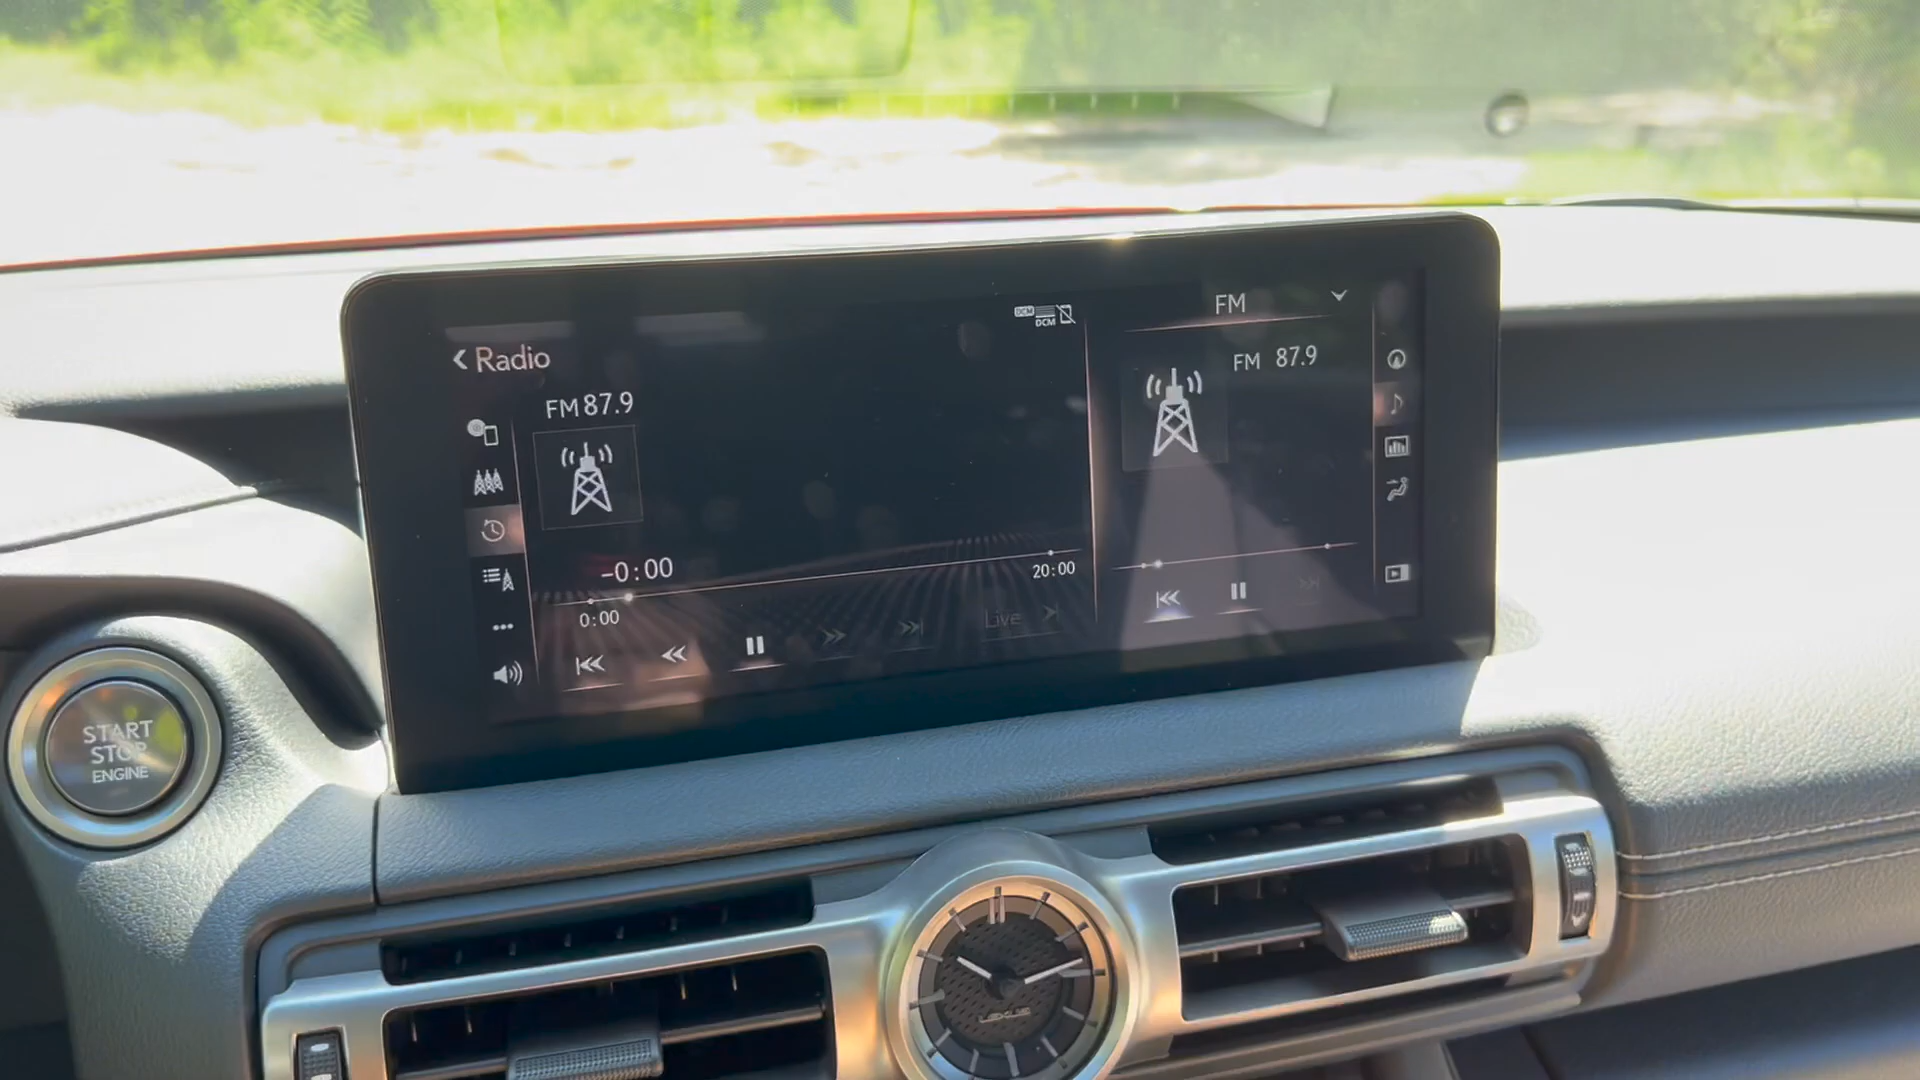 DCM
DCM
FM
Radio
FM 87.9
FM 87.9
-0:00
20:00
0:00
Live
START
STOP
ENGINE
LEXUS